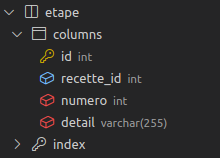 etape
columns
id int
recette_id int
numero int
detail varchar(255)
index